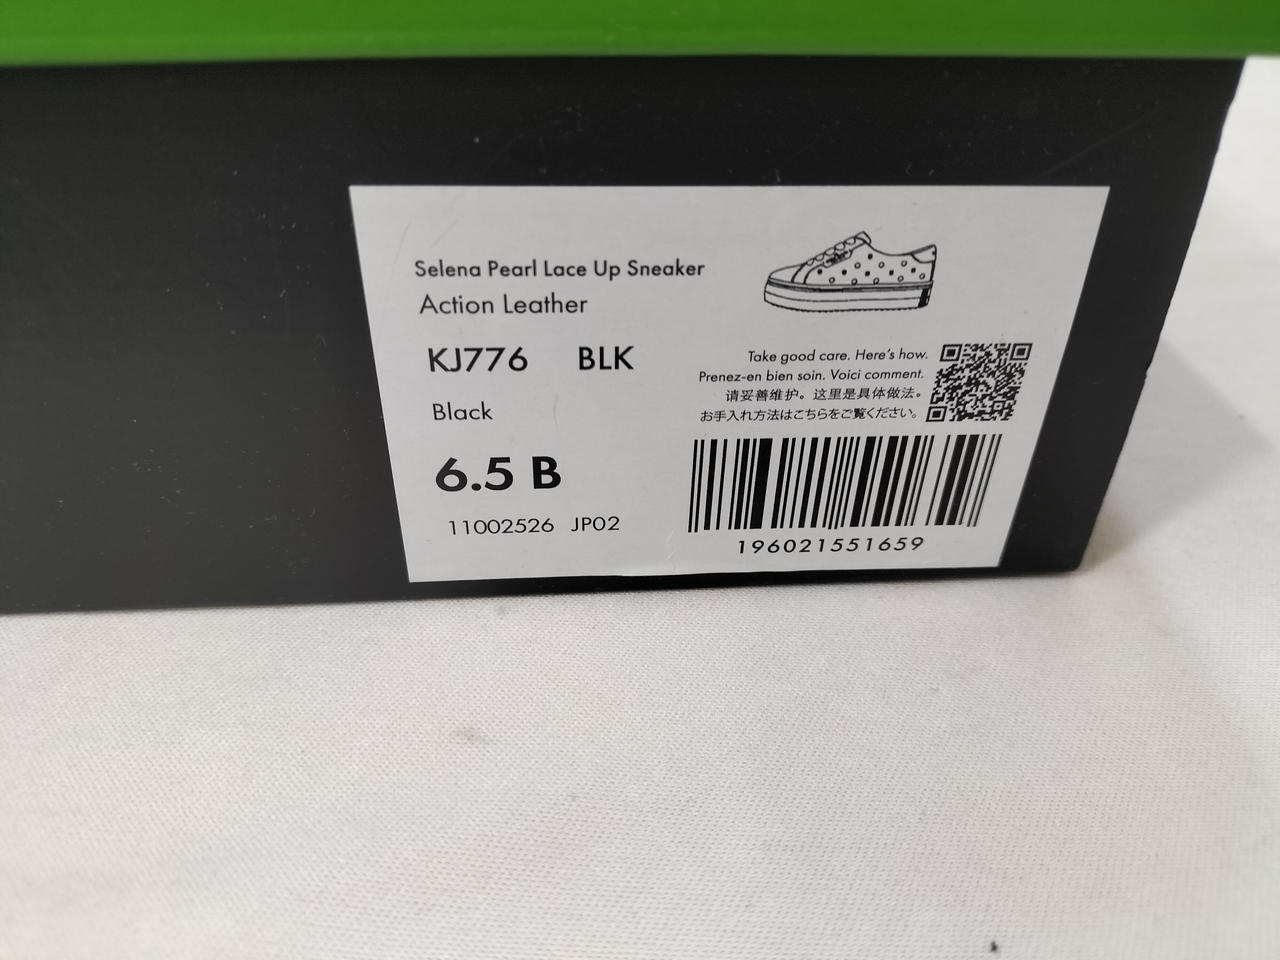 Selena Pearl Lace Up Sneaker
Action Leather
KJ776 BLK
Black
6.5 B
11002526 JP02
Take good care. Here's how.
Prenez-en bien soin. Voici comment.
请妥善维护。这里是具体做法。
お手入れ方法はこちらをご覧ください。
196021551659